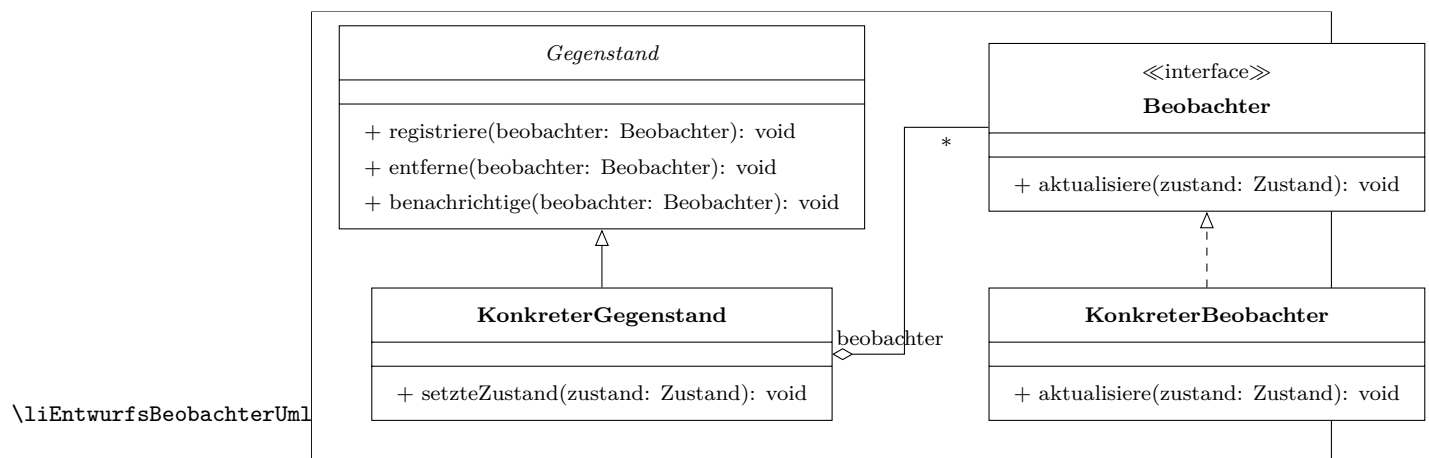 Gegenstand
+ registriere(beobachter: Beobachter): void
+ entferne(beobachter: Beobachter): void
+ benachrichtige(beobachter: Beobachter): void
≪interface≫
Beobachter
*
+ aktualisiere(zustand: Zustand): void
KonkreterGegenstand
beobachter
+ setzteZustand(zustand: Zustand): void
KonkreterBeobachter
+ aktualisiere(zustand: Zustand): void
\liEntwurfsBeobachterUml